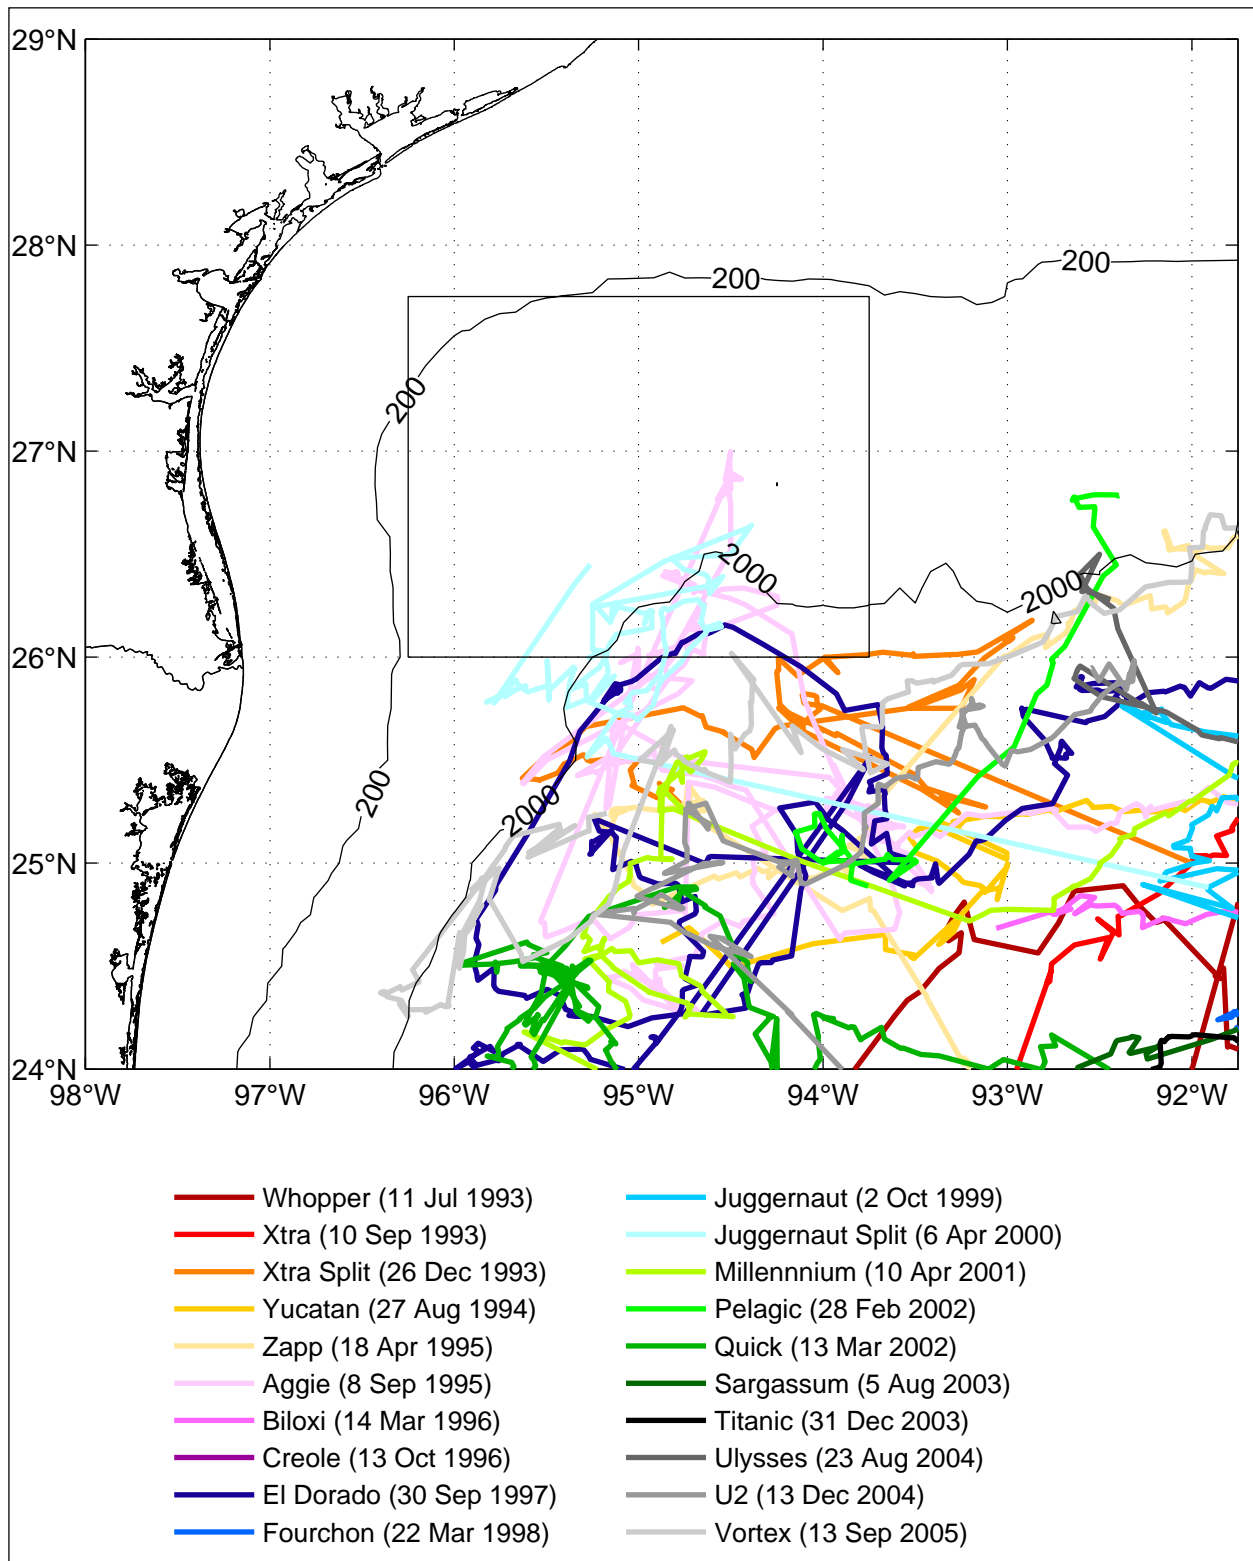 29°N
28°N
27°N
26°N
25°N
24°N
200
200
200
2000
2000
2000
200
98°W 97°W 96°W 95°W 94°W 93°W 92°W
Whopper (11 Jul 1993)
Xtra (10 Sep 1993)
Xtra Split (26 Dec 1993)
Yucatan (27 Aug 1994)
Zapp (18 Apr 1995)
Aggie (8 Sep 1995)
Biloxi (14 Mar 1996)
Creole (13 Oct 1996)
El Dorado (30 Sep 1997)
Fourchon (22 Mar 1998)
Juggernaut (2 Oct 1999)
Juggernaut Split (6 Apr 2000)
Millennnium (10 Apr 2001)
Pelagic (28 Feb 2002)
Quick (13 Mar 2002)
Sargassum (5 Aug 2003)
Titanic (31 Dec 2003)
Ulysses (23 Aug 2004)
U2 (13 Dec 2004)
Vortex (13 Sep 2005)